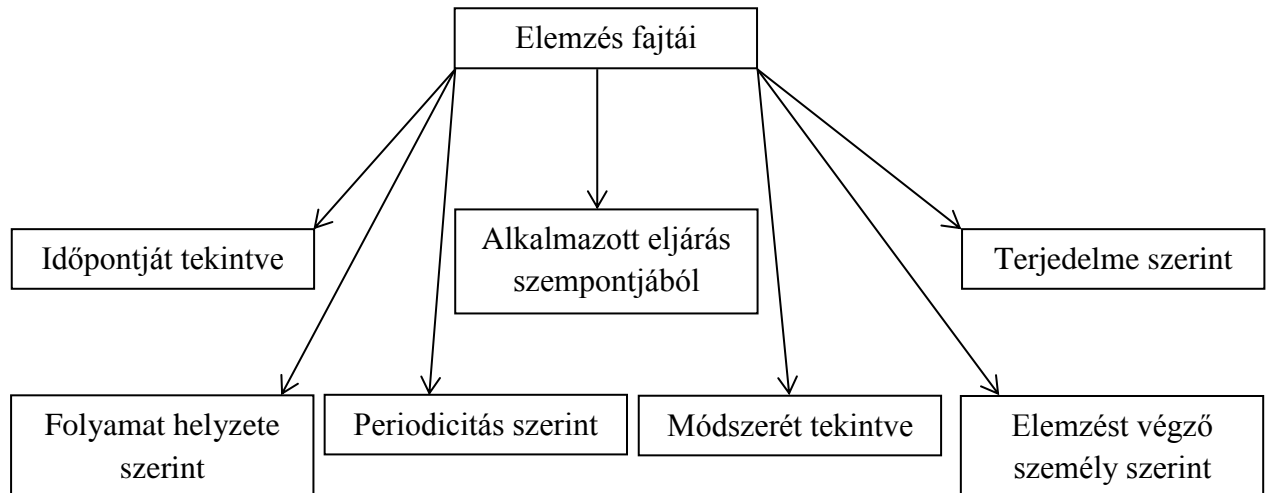 Elemzés fajtái
Időpontját tekintve
Alkalmazott eljárás
szempontjából
Terjedelme szerint
Folyamat helyzete
szerint
Periodicitás szerint
Módszerét tekintve
Elemzést végző
személy szerint